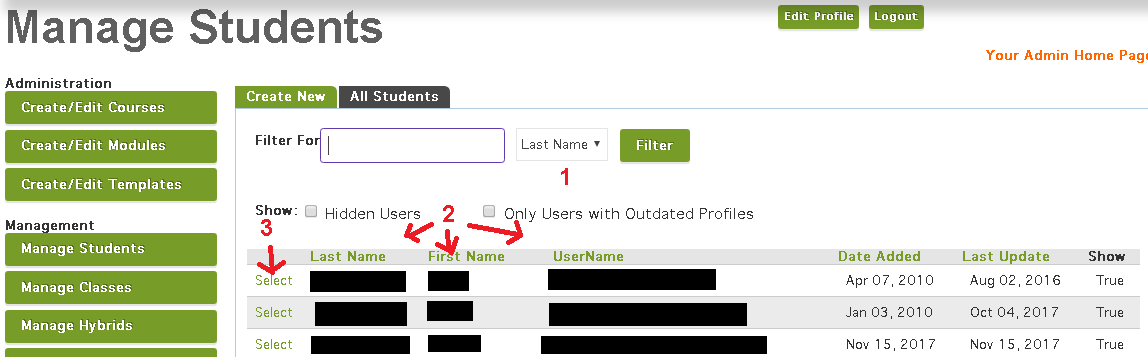 Manage Students
Edit Profile Logout
Your Admin Home Page
Administration
Create/Edit Courses
Create/Edit Modules
Create/Edit Templates
Management
Manage Students
Manage Classes
Manage Hybrids
Create New All Students
Filter For Last Name Filter
1
Show: Hidden Users 2 Only Users with Outdated Profiles
3
Last Name First Name UserName Date Added Last Update Show
Select Apr 07, 2010 Aug 02, 2016 True
Select Jan 03, 2010 Oct 04, 2017 True
Select Nov 15, 2017 Nov 15, 2017 True